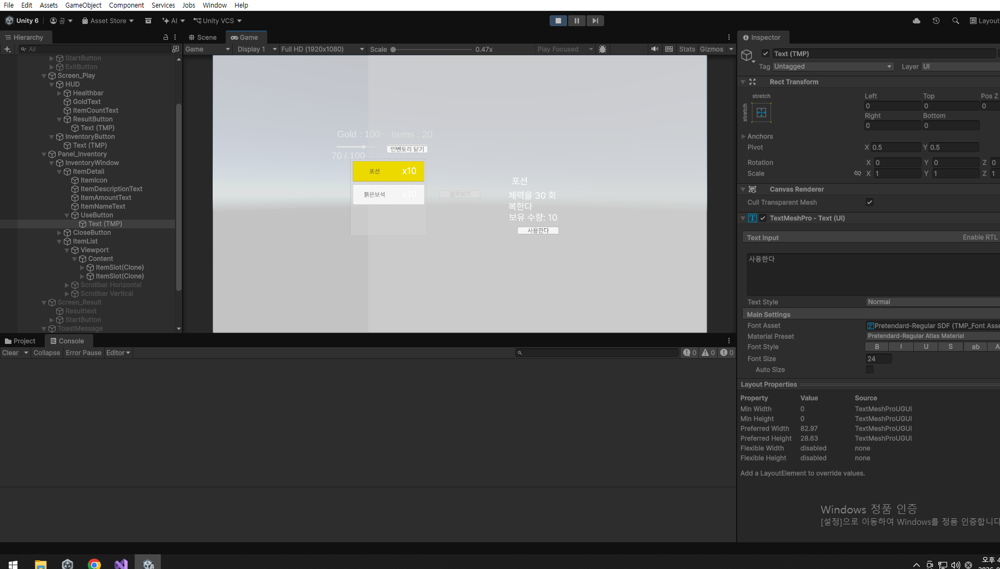 File Edit Assets GameObject Component Services Jobs Window Help
Unity 6 공 Asset Store AI Unity VCS Layout
Hierarchy
All
StartButton
ExitButton
Screen_Play
HUD
Healthbar
GoldText
ItemCountText
ResultButton
Text (TMP)
InventoryButton
Text (TMP)
Panel_Inventory
InventoryWindow
ItemDetail
ItemIcon
ItemDescriptionText
ItemAmountText
ItemNameText
UseButton
Text (TMP)
CloseButton
ItemList
Viewport
Content
ItemSlot(Clone)
ItemSlot(Clone)
Scrollbar Horizontal
Scrollbar Vertical
Screen_Result
Resulttext
StartButton
ToastMessage
Scene Game
Game Display 1 Full HD (1920x1080) Scale 0.47x Play Focused Stats Gizmos
Gold : 100 Items : 20
인벤토리 닫기
70 / 100
포션 x10
붉은보석 x10
결과보기
포션
체력을 30 회
복한다
보유 수량: 10
사용한다
Project Console
Clear Collapse Error Pause Editor 0 0 0
Inspector
Text (TMP)
Tag Untagged Layer UI
Rect Transform
stretch
stretch
Left Top Pos Z
0 0 0
Right Bottom
0 0
Anchors
Pivot X 0.5 Y 0.5
Rotation X 0 Y 0 Z 0
Scale X 1 Y 1 Z 1
Canvas Renderer
Cull Transparent Mesh
TextMeshPro - Text (UI)
Text Input Enable RTL
사용한다
Text Style Normal
Main Settings
Font Asset Pretendard-Regular SDF (TMP_Font Asse
Material Preset Pretendard-Regular Atlas Material
Font Style B I U S ab A
Font Size 24
Auto Size
Layout Properties
Property Value Source
Min Width 0 TextMeshProUGUI
Min Height 0 TextMeshProUGUI
Preferred Width 82.97 TextMeshProUGUI
Preferred Height 28.63 TextMeshProUGUI
Flexible Width disabled none
Flexible Height disabled none
Add a LayoutElement to override values.
Windows 정품 인증
[설정]으로 이동하여 Windows를 정품 인증합니다
오후 4